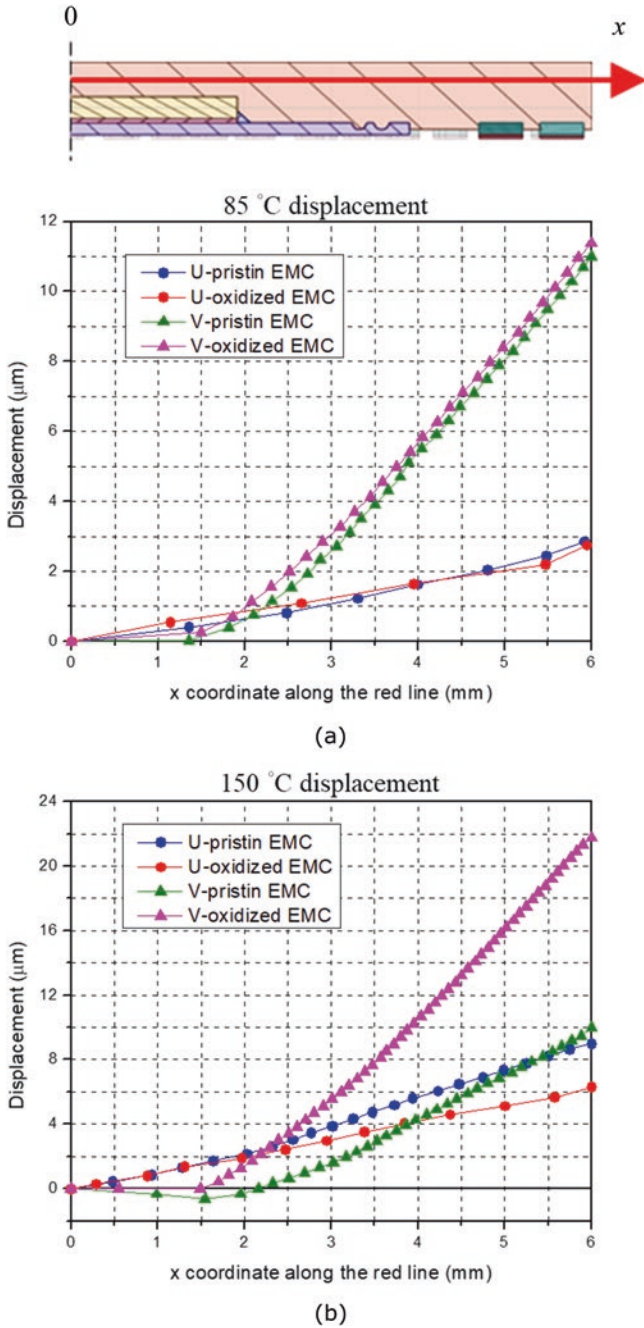 0 x
85 °C displacement
12
10
8
6
4
2
0
Displacement (μm)
U-pristin EMC
U-oxidized EMC
V-pristin EMC
V-oxidized EMC
0 1 2 3 4 5 6
x coordinate along the red line (mm)
(a)
150 °C displacement
24
20
16
12
8
4
0
Displacement (μm)
U-pristin EMC
U-oxidized EMC
V-pristin EMC
V-oxidized EMC
0 1 2 3 4 5 6
x coordinate along the red line (mm)
(b)